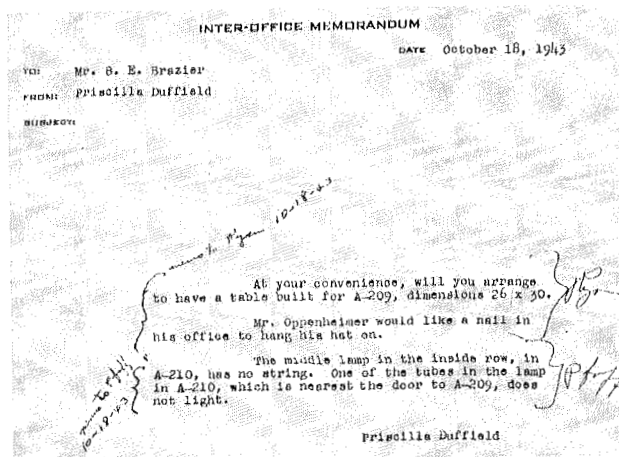 INTER-OFFICE MEMORANDUM
DATE October 18, 1943
TO: Mr. B. E. Brazier
FROM: Priscilla Duffield
SUBJECT:
memo to 10-18-43
At your convenience, will you arrange
to have a table built for A-209, dimensions 26 x 30.
Mr. Oppenheimer would like a nail in
his office to hang his hat on.
The middle lamp in the inside row, in
A-210, has no string. One of the tubes in the lamp
in A-210, which is nearest the door to A-209, does
not light.
memo to
10-18-43
Priscilla Duffield